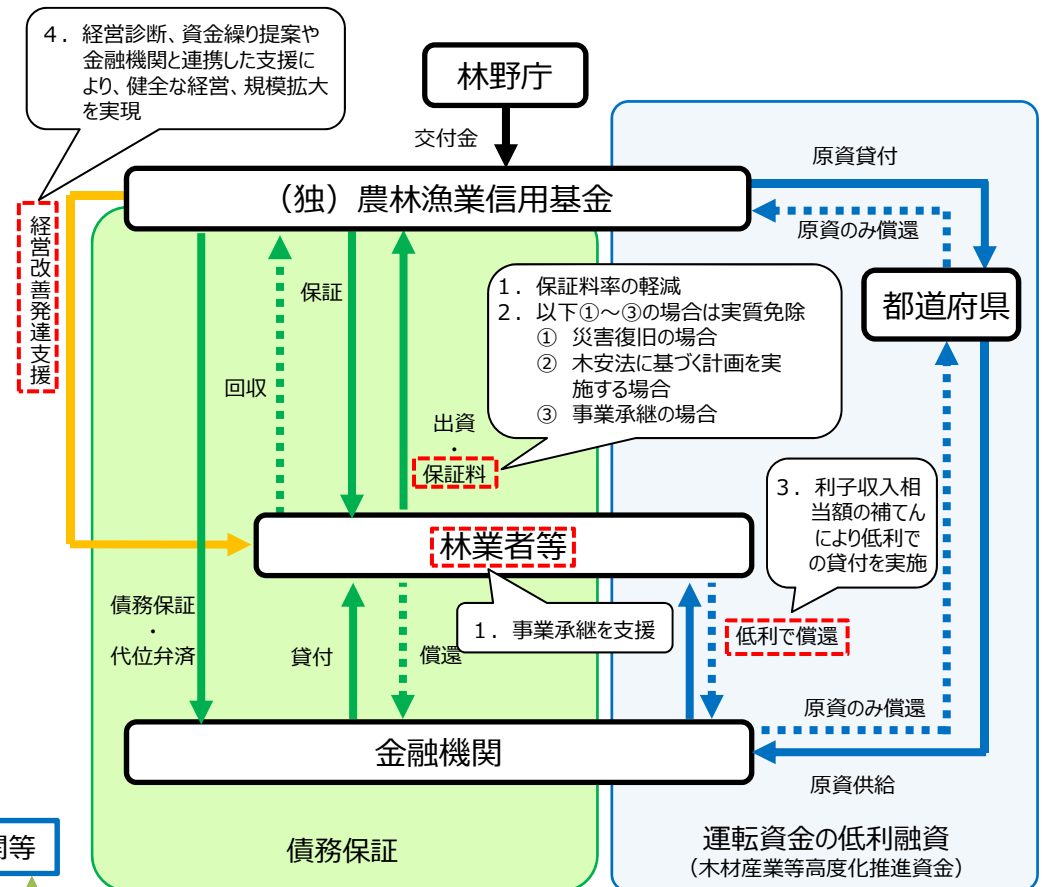 4．経営診断、資金繰り提案や
金融機関と連携した支援に
より、健全な経営、規模拡大
を実現
林野庁
交付金
原資貸付
（独）農林漁業信用基金
原資のみ償還
経営改善発達支援
保証
1．保証料率の軽減
2．以下①～③の場合は実質免除
① 災害復旧の場合
② 木安法に基づく計画を実
施する場合
③ 事業承継の場合
都道府県
回収
出資
・
保証料
3．利子収入相
当額の補てん
により低利で
の貸付を実施
林業者等
債務保証
・
代位弁済
貸付
償還
1．事業承継を支援
低利で償還
原資のみ償還
金融機関
原資供給
関等
債務保証
運転資金の低利融資
（木材産業等高度化推進資金）